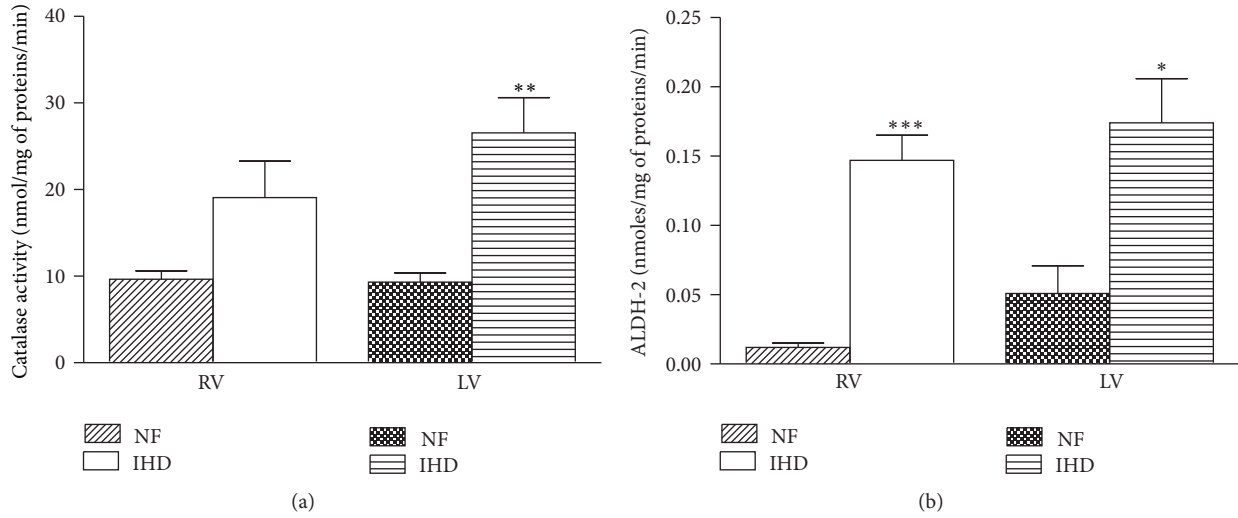 Catalase activity (nmol/mg of proteins/min)
40
30
20
10
0
**
RV
LV
NF
IHD
NF
IHD
(a)
ALDH-2 (nmoles/mg of proteins/min)
0.25
0.20
0.15
0.10
0.05
0.00
***
*
RV
LV
NF
IHD
NF
IHD
(b)